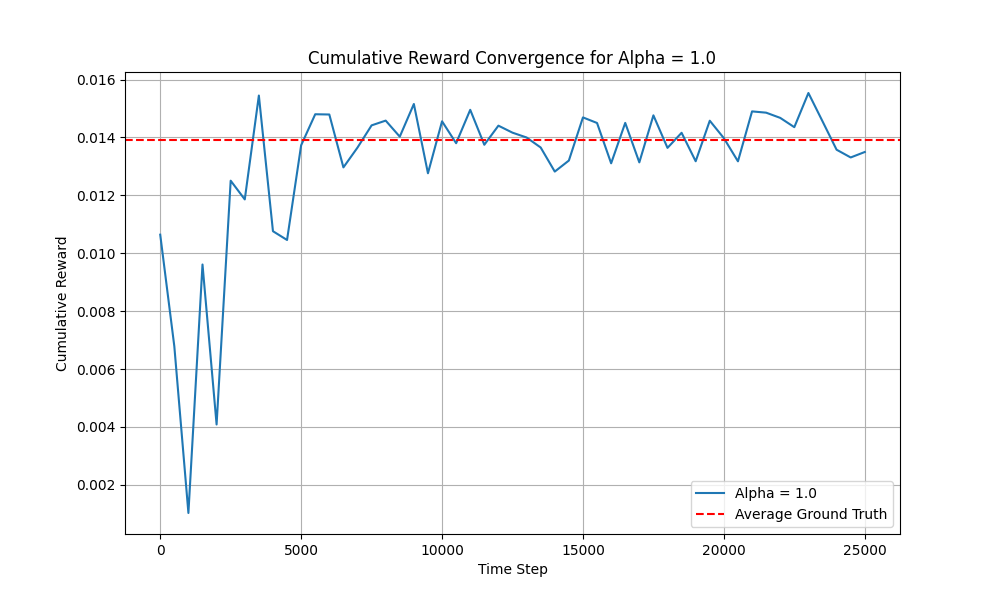 Cumulative Reward Convergence for Alpha = 1.0
0.016
0.014
0.012
0.010
0.008
0.006
0.004
0.002
Cumulative Reward
0 5000 10000 15000 20000 25000
Time Step
Alpha = 1.0
Average Ground Truth